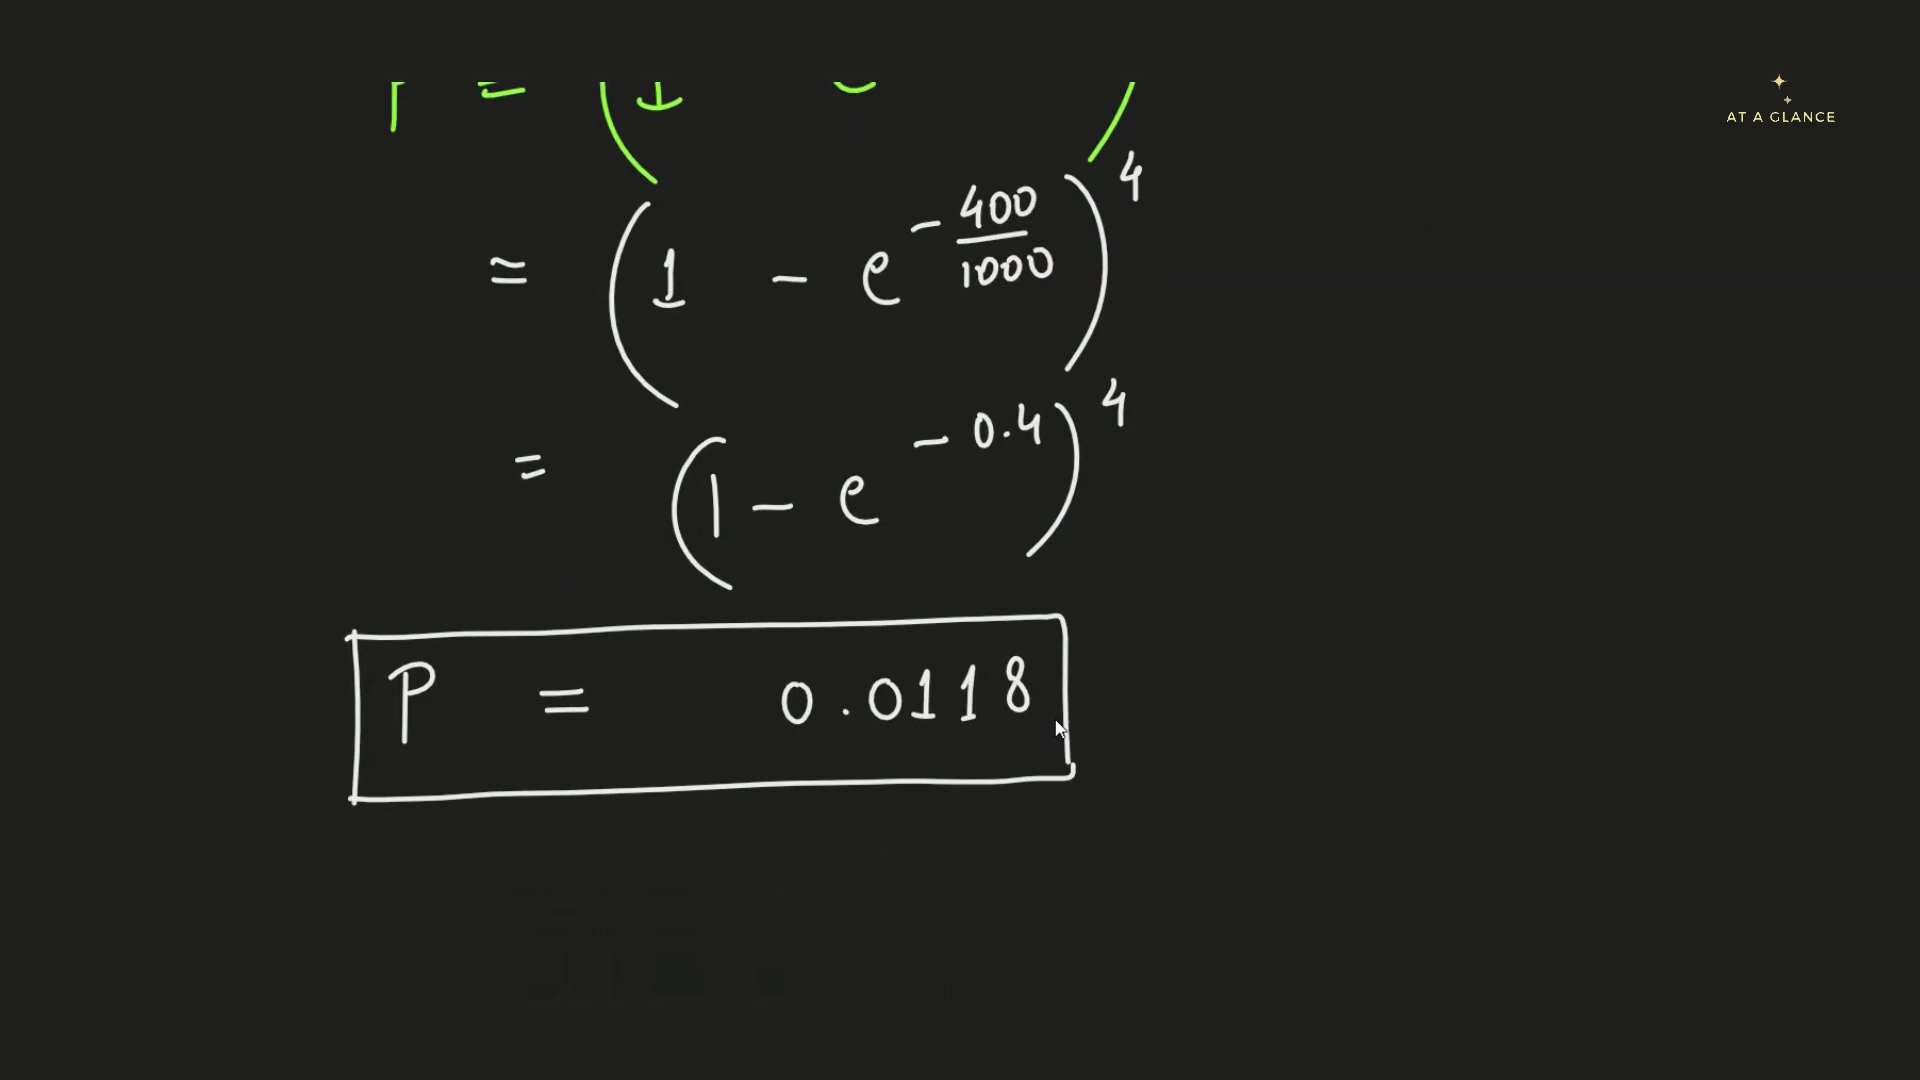 AT A GLANCE
= (1 - e^{-400/1000})^4
= (1 - e^{-0.4})^4
P = 0.0118